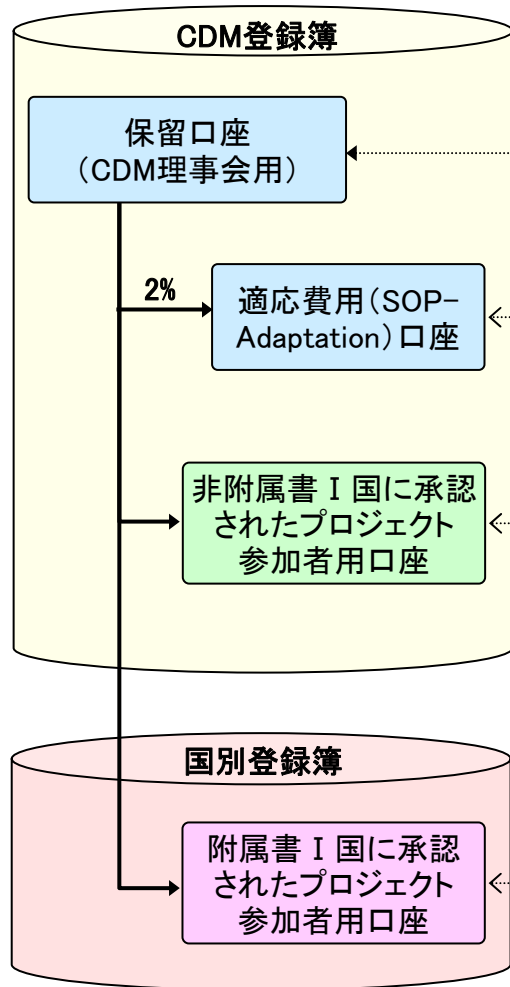 CDM登録簿
保留口座
（CDM理事会用）
2%
適応費用（SOP-
Adaptation）口座
非附属書Ⅰ国に承認
されたプロジェクト
参加者用口座
国別登録簿
附属書Ⅰ国に承認
されたプロジェクト
参加者用口座